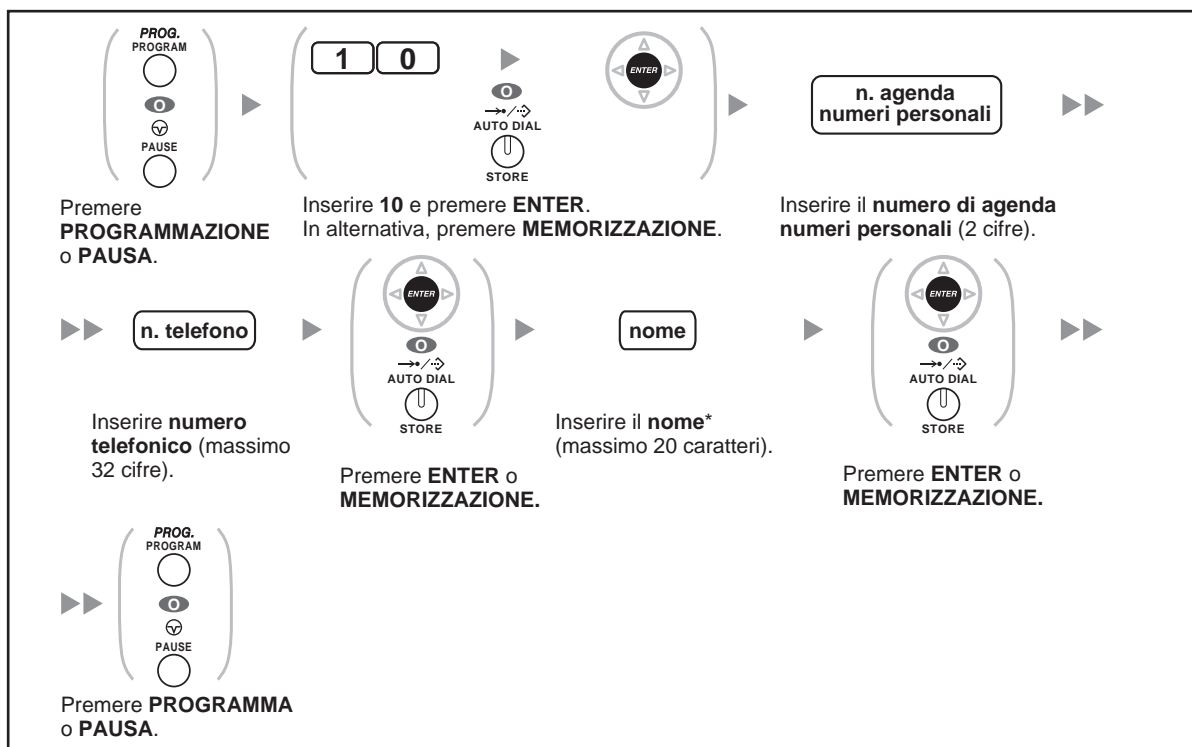 PROG.
PROGRAM
O
PAUSE
Premere
PROGRAMMAZIONE
o PAUSA.
1 0
ENTER
O
AUTO DIAL
STORE
Inserire 10 e premere ENTER.
In alternativa, premere MEMORIZZAZIONE.
n. agenda
numeri personali
Inserire il numero di agenda
numeri personali (2 cifre).
n. telefono
Inserire numero
telefonico (massimo
32 cifre).
ENTER
O
AUTO DIAL
STORE
Premere ENTER o
MEMORIZZAZIONE.
nome
Inserire il nome*
(massimo 20 caratteri).
ENTER
O
AUTO DIAL
STORE
Premere ENTER o
MEMORIZZAZIONE.
PROG.
PROGRAM
O
PAUSE
Premere PROGRAMMA
o PAUSA.